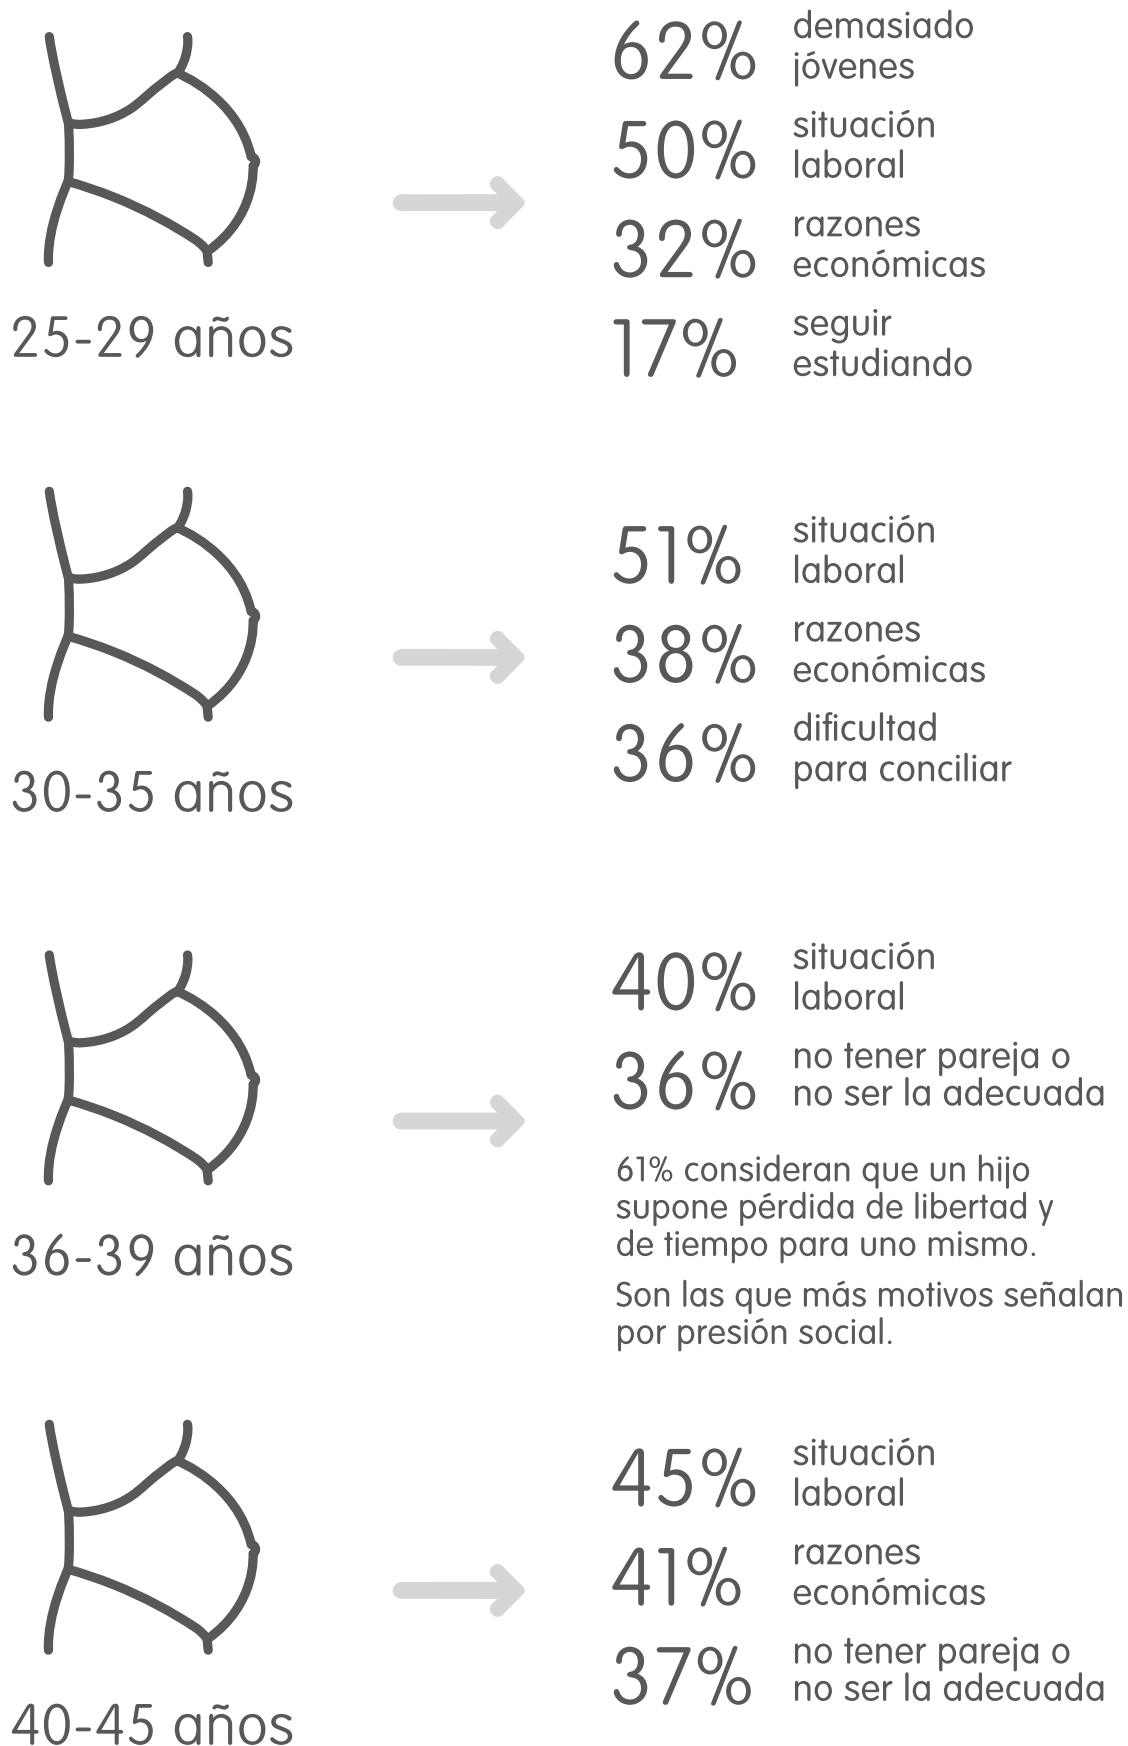 62% demasiado
jóvenes
50% situación
laboral
32% razones
económicas
17% seguir
estudiando
25-29 años
51% situación
laboral
38% razones
económicas
36% dificultad
para conciliar
30-35 años
40% situación
laboral
36% no tener pareja o
no ser la adecuada
61% consideran que un hijo
supone pérdida de libertad y
de tiempo para uno mismo.
Son las que más motivos señalan
por presión social.
36-39 años
45% situación
laboral
41% razones
económicas
37% no tener pareja o
no ser la adecuada
40-45 años